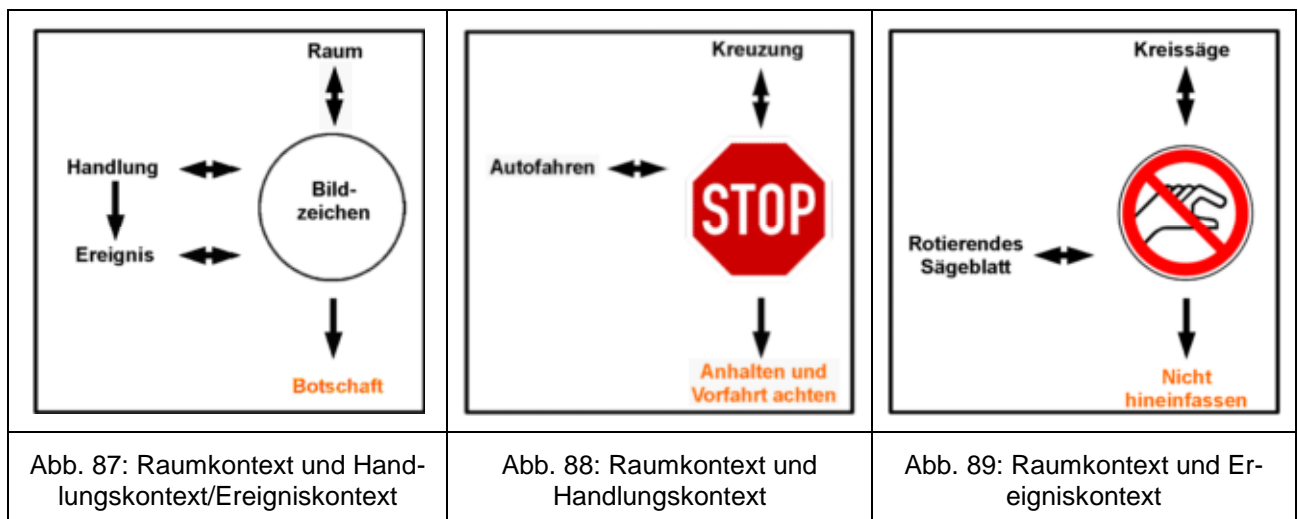 Raum
Handlung
Bild-
zeichen
Ereignis
Botschaft
Kreuzung
Autofahren
STOP
Anhalten und
Vorfahrt achten
Kreissäge
Rotierendes
Sägeblatt
Nicht
hineinfassen
Abb. 87: Raumkontext und Hand-
lungskontext/Ereigniskontext
Abb. 88: Raumkontext und
Handlungskontext
Abb. 89: Raumkontext und Er-
eigniskontext